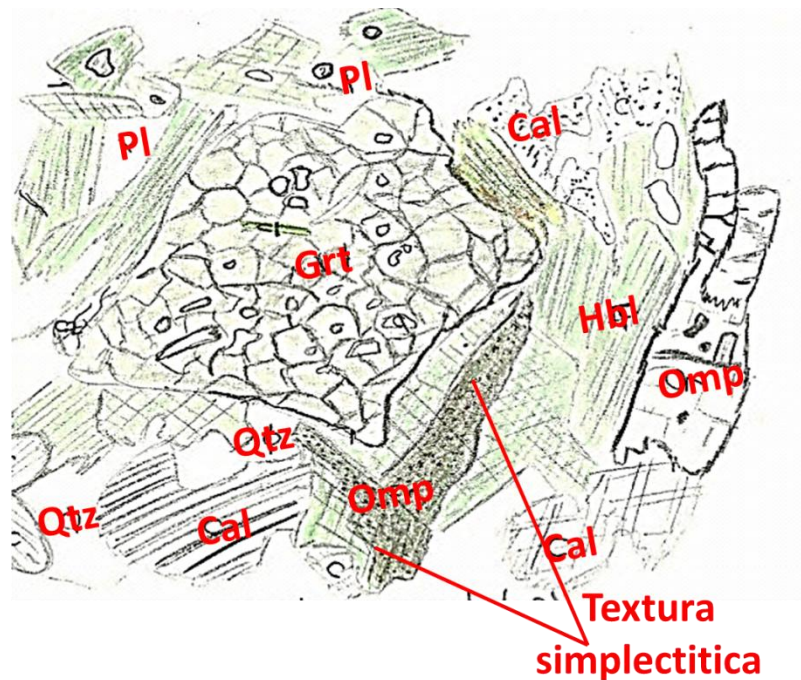 Pl
Pl
Cal
Grt
Hbl
Omp
Qtz
Omp
Qtz
Cal
Cal
Textura
simplectitica